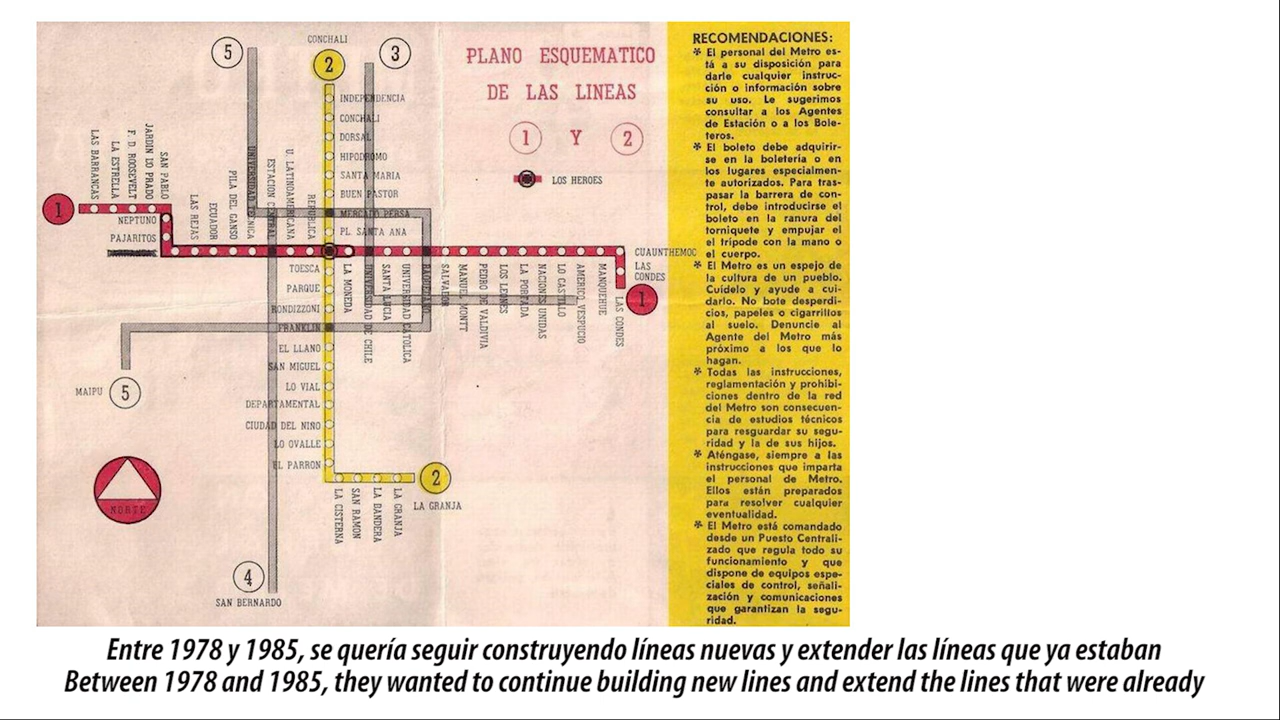 5
CONCHALI
2
3
INDEPENDENCIA
CONCHALI
DORSAL
HIPODROMO
SANTA MARIA
BUEN PASTOR
MERCADO PERSA
PL. SANTA ANA
PLANO ESQUEMATICO
DE LAS LINEAS
1 Y 2
LOS HEROES
1
LAS BARRANCAS
LA ESTRELLA
F. D. ROOSEVELT
JARDIN LO PRADO
SAN PABLO
NEPTUNO
PAJARITOS
LAS REJAS
ECUADOR
PILA DEL GANSO
UNIVERSIDAD TECNICA
ESTACION CENTRAL
U. LATINOAMERICANA
REPUBLICA
LA MONEDA
UNIVERSIDAD DE CHILE
SANTA LUCIA
UNIVERSIDAD CATOLICA
SALVADOR
MANUEL MONTT
PEDRO DE VALDIVIA
LOS LEONES
LA PORTADA
NACIONES UNIDAS
LO CASTILLO
AMERICO VESPUCIO
MANQUEHUE
CUAUNTHEMOC
LAS
CONDES
1
LAS CONDES
TOESCA
PARQUE
RONDIZZONI
FRANKLIN
EL LLANO
SAN MIGUEL
LO VIAL
DEPARTAMENTAL
CIUDAD DEL NINO
LO OVALLE
EL PARRON
LA CISTERNA
SAN RAMON
LA BANDERA
LA GRANJA
2
LA GRANJA
MAIPU
5
NORTE
4
SAN BERNARDO
RECOMENDACIONES:
* El personal del Metro es-
tá a su disposición para
darle cualquier instruc-
ción o información sobre
su uso. Le sugerimos
consultar a los Agentes
de Estación o a los Bole-
teros.
* El boleto debe adquirir-
se en la boletería o en
los lugares especialmen-
te autorizados. Para tras-
pasar la barrera de con-
trol, debe introducirse el
boleto en la ranura del
torniquete y empujar el
el trípode con la mano o
el cuerpo.
* El Metro es un espejo de
la cultura de un pueblo.
Cuídelo y ayude a cui-
darlo. No bote desperdi-
cios, papeles o cigarrillos
al suelo. Denuncie al
Agente del Metro más
próximo a los que lo
hagan.
* Todas las instrucciones,
reglamentación y prohibi-
ciones dentro de la red
del Metro son consecuen-
cia de estudios técnicos
para resguardar su segu-
ridad y la de sus hijos.
* Aténgase, siempre a las
instrucciones que imparta
el personal de Metro.
Ellos están preparados
para resolver cualquier
eventualidad.
* El Metro está comandado
desde un Puesto Centrali-
zado que regula todo su
funcionamiento y que
dispone de equipos espe-
ciales de control, señali-
zación y comunicaciones
que garantizan la segu-
ridad.
Entre 1978 y 1985, se quería seguir construyendo líneas nuevas y extender las líneas que ya estaban
Between 1978 and 1985, they wanted to continue building new lines and extend the lines that were already